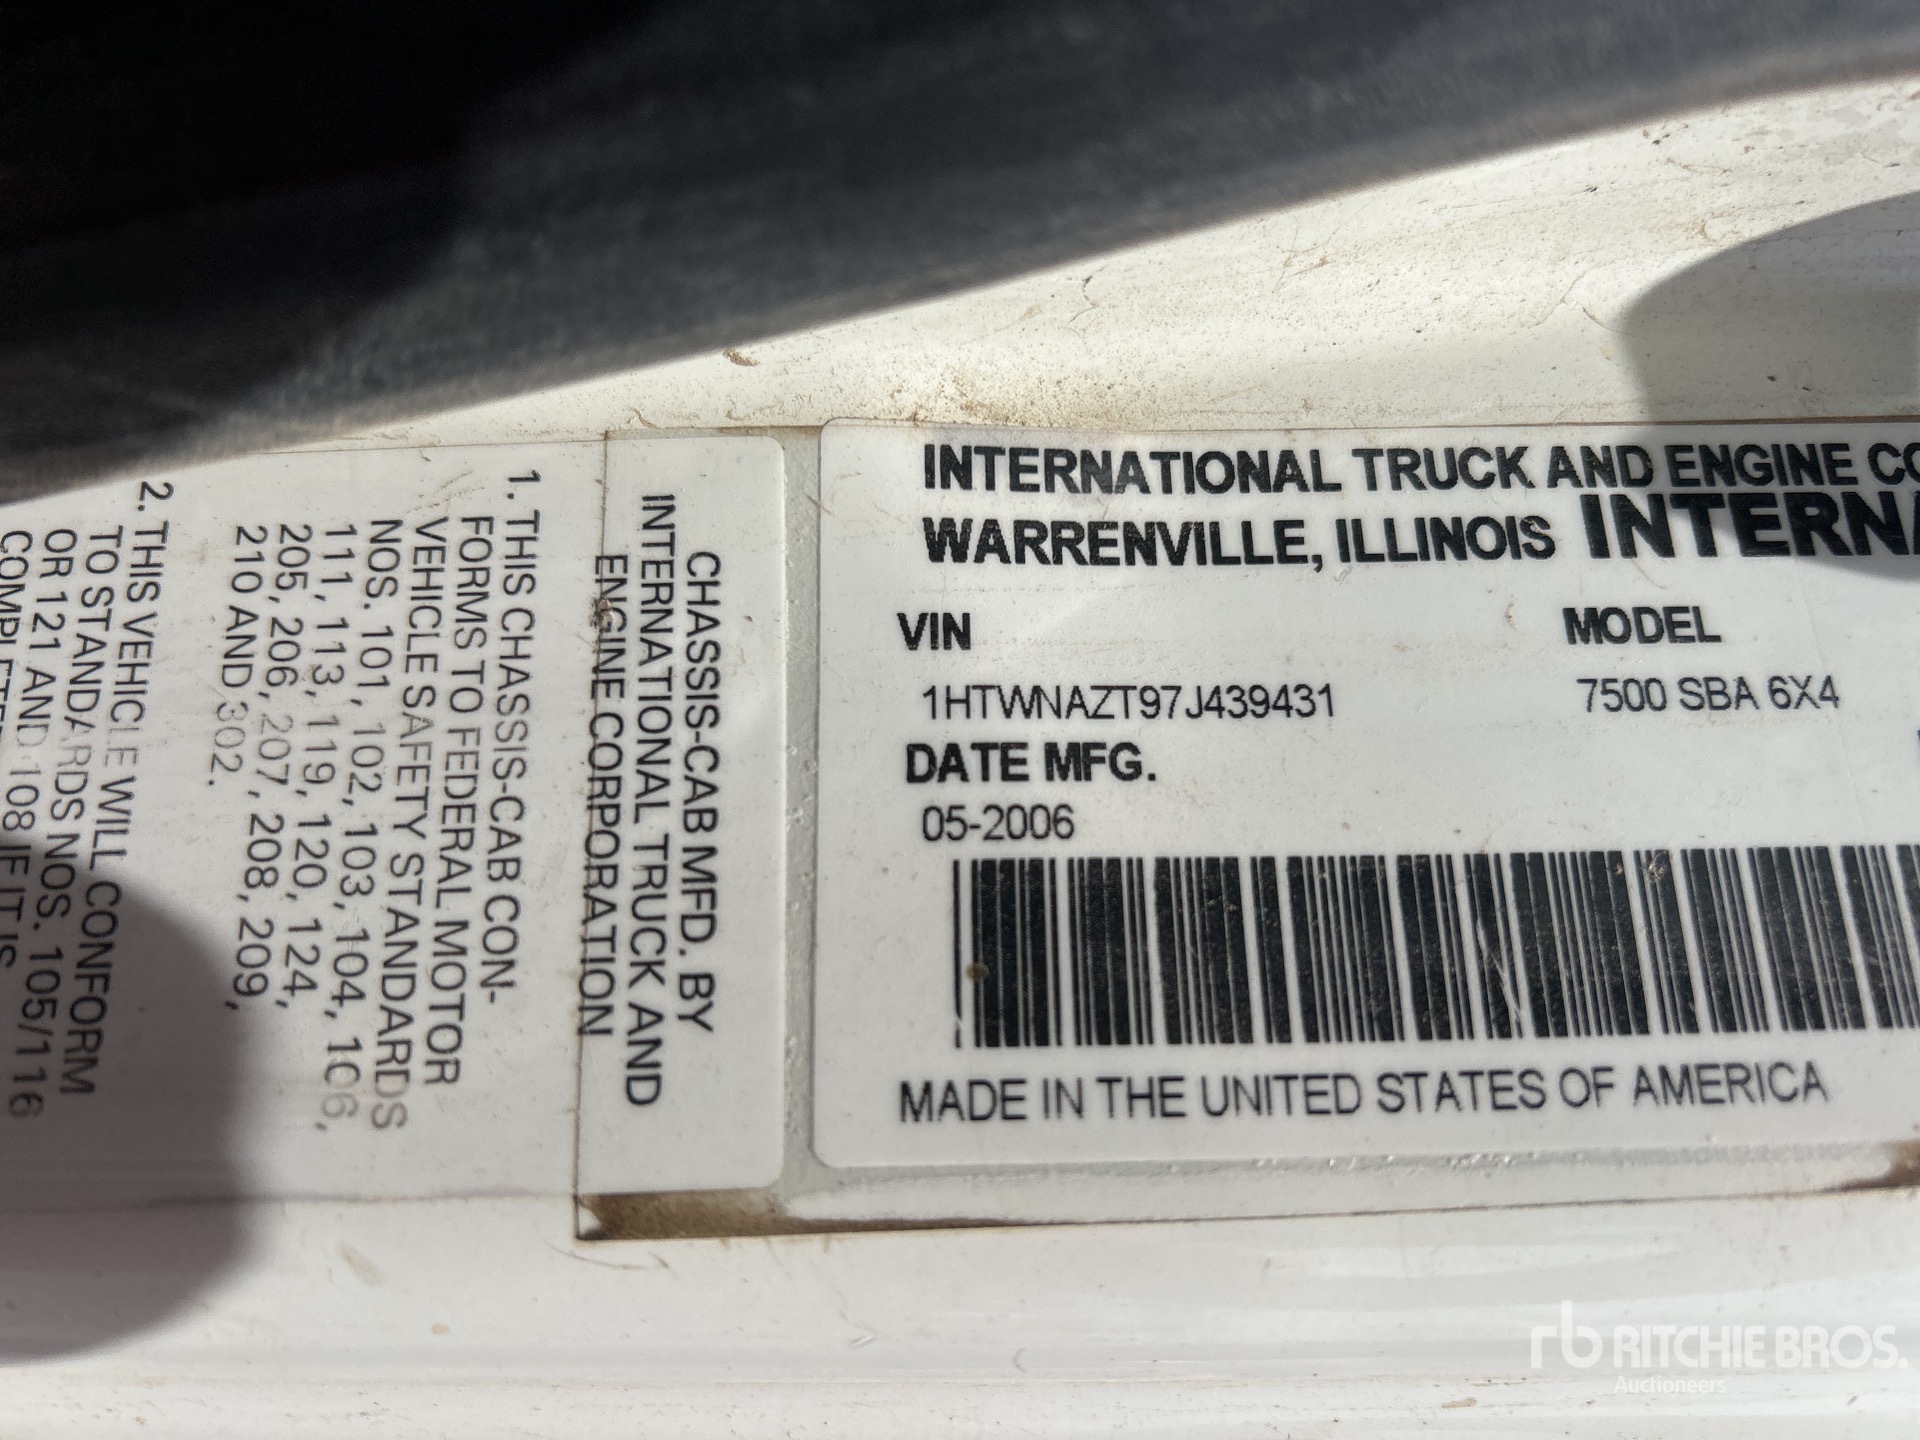 INTERNATIONAL TRUCK AND ENGINE CO
WARRENVILLE, ILLINOIS INTERNA
VIN MODEL
1HTWNAZT97J439431 7500 SBA 6X4
DATE MFG.
05-2006
MADE IN THE UNITED STATES OF AMERICA
CHASSIS-CAB MFD. BY
INTERNATIONAL TRUCK AND
ENGINE CORPORATION
1. THIS CHASSIS-CAB CON-
FORMS TO FEDERAL MOTOR
VEHICLE SAFETY STANDARDS
NOS. 101, 102, 103, 104, 106,
111, 113, 119, 120, 124,
205, 206, 207, 208, 209,
210 AND 302.
2. THIS VEHICLE WILL CONFORM
TO STANDARDS NOS. 105/116
OR 121 AND 108 IF IT IS
rb RITCHIE BROS.
Auctioneers